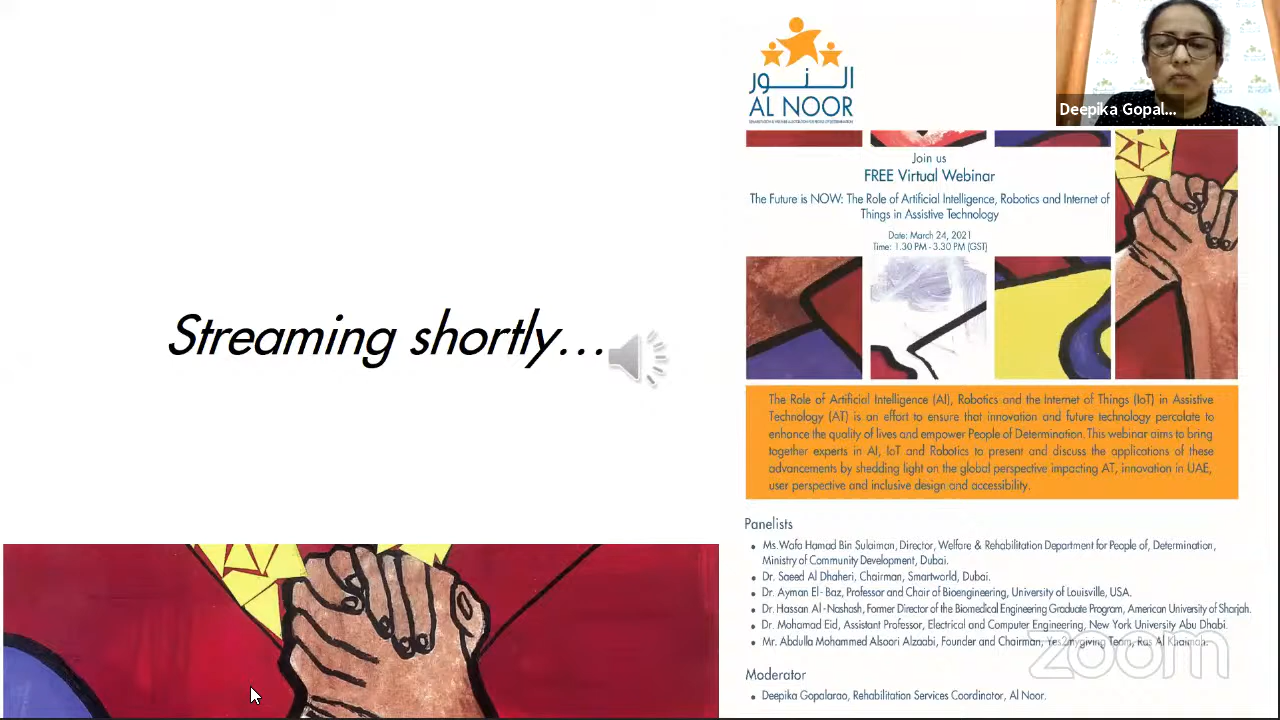 Streaming shortly...
النور
AL NOOR
Deepika Gopal...
Join us
FREE Virtual Webinar
The Future is NOW: The Role of Artificial Intelligence, Robotics and Internet of
Things in Assistive Technology
Date: March 24, 2021
Time: 1.30 PM - 3.30 PM (GST)
The Role of Artificial Intelligence (AI), Robotics and the Internet of Things (IoT) in Assistive
Technology (AT) is an effort to ensure that innovation and future technology percolate to
enhance the quality of lives and empower People of Determination. This webinar aims to bring
together experts in AI, IoT and Robotics to present and discuss the applications of these
advancements by shedding light on the global perspective impacting AT, innovation in UAE,
user perspective and inclusive design and accessibility.
Panelists
• Ms.Wafa Hamad Bin Sulaiman, Director, Welfare & Rehabilitation Department for People of, Determination,
Ministry of Community Development, Dubai.
• Dr. Saeed Al Dhaheri, Chairman, Smartworld, Dubai.
• Dr. Ayman El - Baz, Professor and Chair of Bioengineering, University of Louisville, USA.
• Dr. Hassan Al -Nashash, Former Director of the Biomedical Engineering Graduate Program, American University of Sharjah.
• Dr. Mohamad Eid, Assistant Professor, Electrical and Computer Engineering, New York University Abu Dhabi.
• Mr. Abdulla Mohammed Alsoori Alzaabi, Founder and Chairman, Yes2mygiving Team, Ras Al Khaimah.
zoom
Moderator
• Deepika Gopalarao, Rehabilitation Services Coordinator, Al Noor.